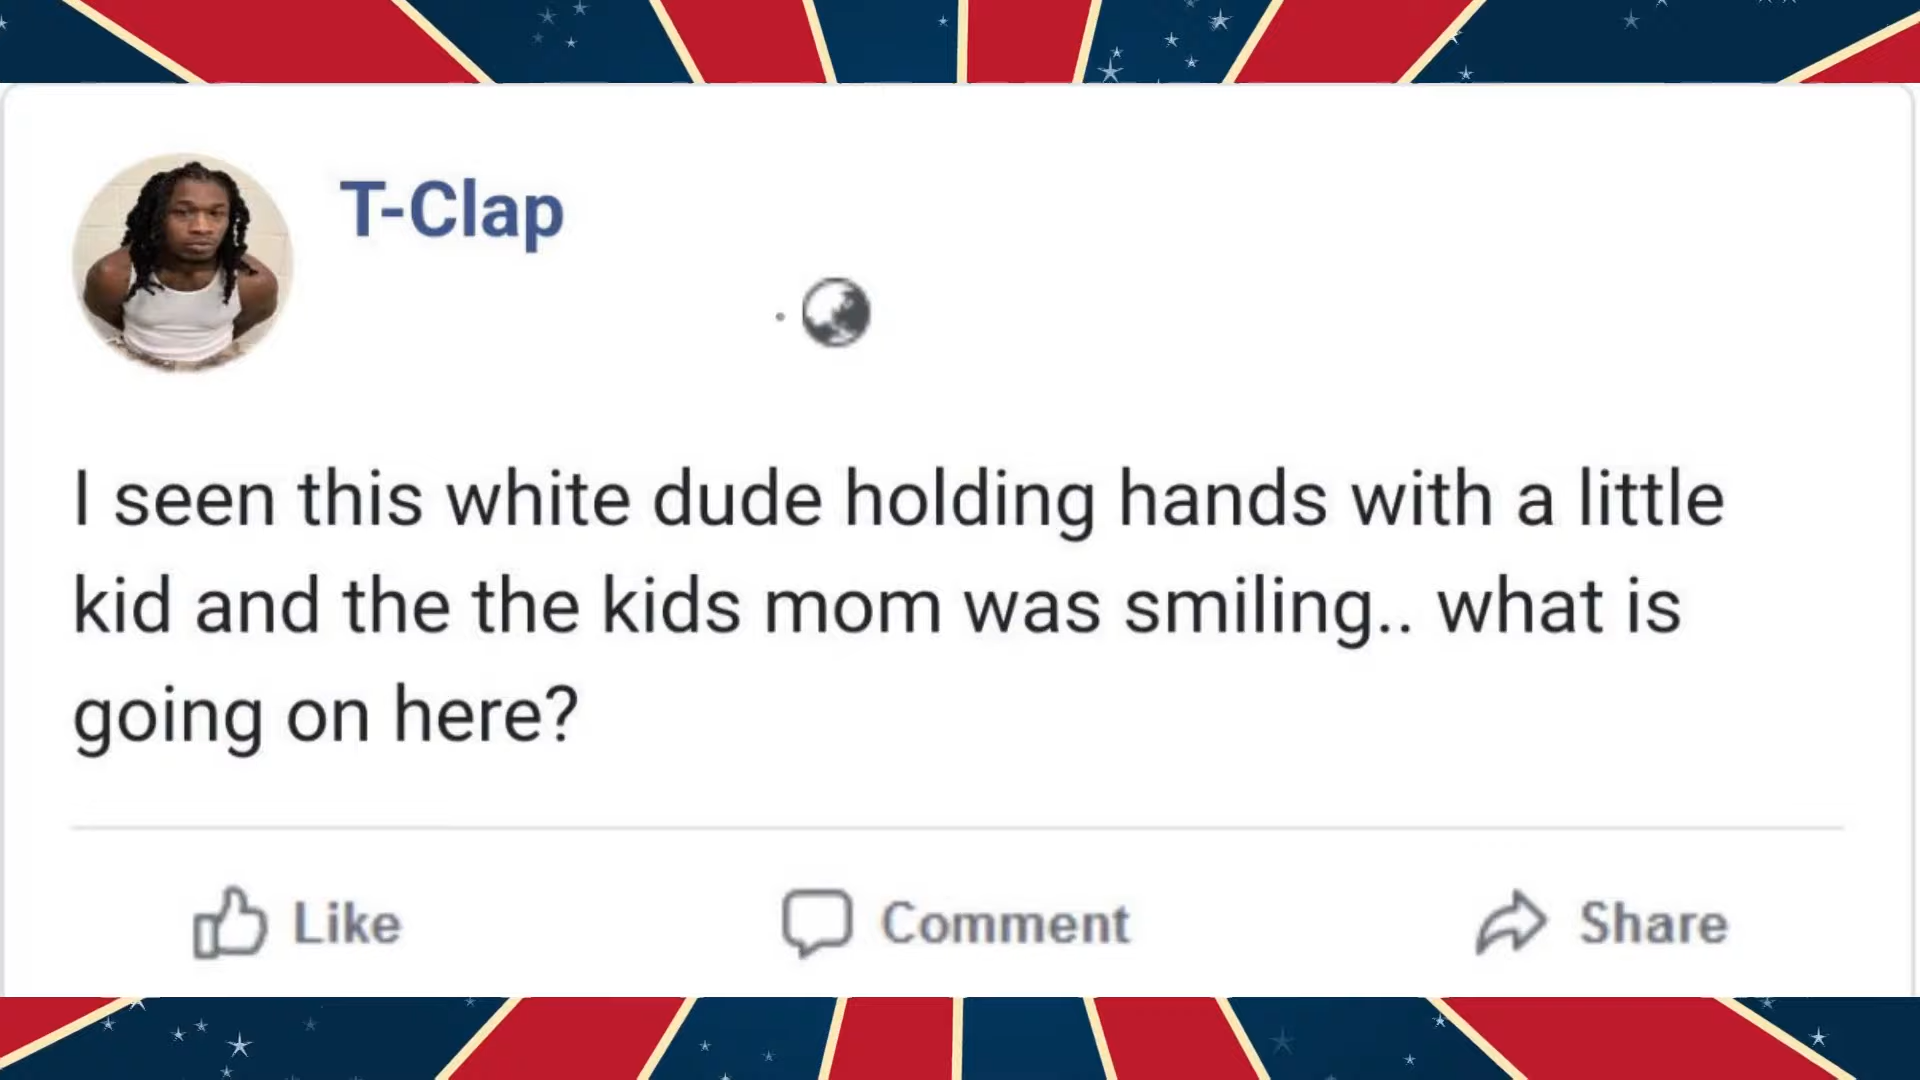 T-Clap
I seen this white dude holding hands with a little
kid and the the kids mom was smiling.. what is
going on here?
Like Comment Share